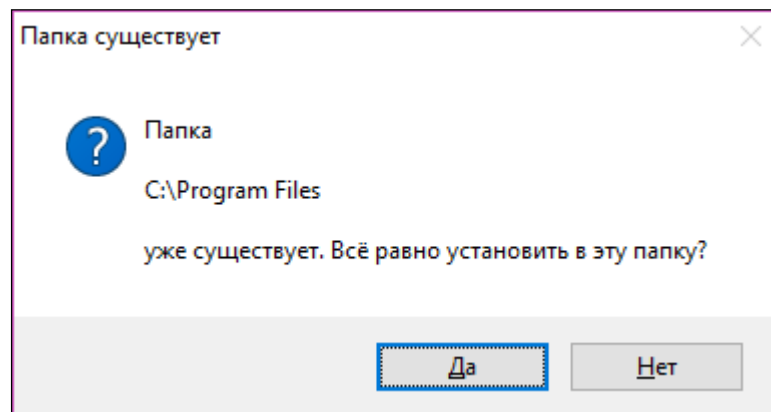 Папка существует
Папка
C:\Program Files
уже существует. Всё равно установить в эту папку?
Да
Нет